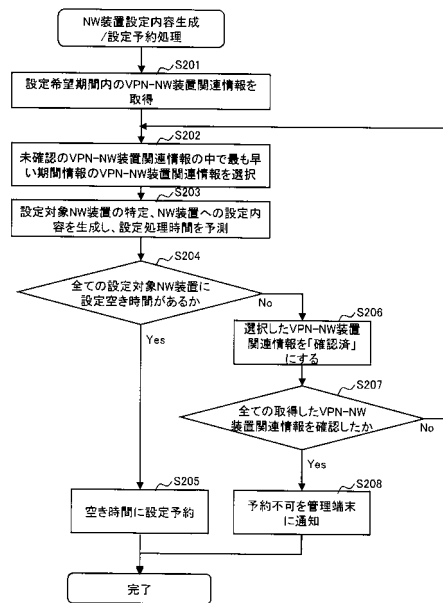 NW装置設定内容生成
/設定予約処理
S201
設定希望期間内のVPN-NW装置関連情報を
取得
S202
未確認のVPN-NW装置関連情報の中で最も早
い期間情報のVPN-NW装置関連情報を選択
S203
設定対象NW装置の特定、NW装置への設定内
容を生成し、設定処理時間を予測
S204
全ての設定対象NW装置に
設定空き時間があるか
No
Yes
S206
選択したVPN-NW装置
関連情報を「確認済」
にする
S207
全ての取得したVPN-NW
装置関連情報を確認したか
No
Yes
S205
空き時間に設定予約
S208
予約不可を管理端末
に通知
完了